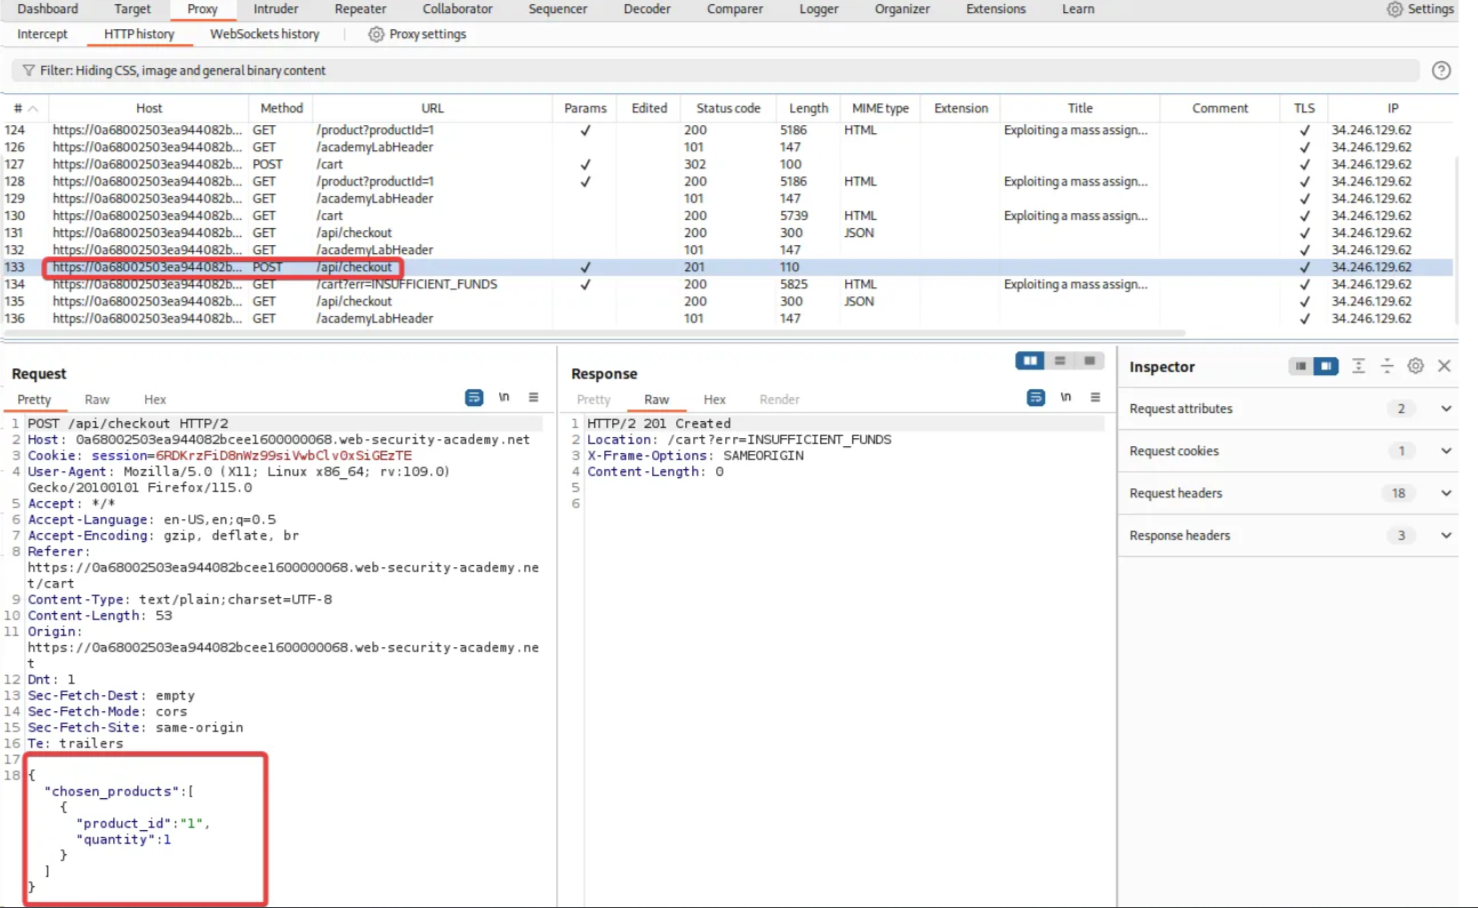 Dashboard Target Proxy Intruder Repeater Collaborator Sequencer Decoder Comparer Logger Organizer Extensions Learn Settings
Intercept HTTP history WebSockets history Proxy settings
Filter: Hiding CSS, image and general binary content
# Host Method URL Params Edited Status code Length MIME type Extension Title Comment TLS IP
124 https://0a68002503ea944082b... GET /product?productId=1 ✓ 200 5186 HTML Exploiting a mass assign... ✓ 34.246.129.62
126 https://0a68002503ea944082b... GET /academyLabHeader 101 147 ✓ 34.246.129.62
127 https://0a68002503ea944082b... POST /cart ✓ 302 100 ✓ 34.246.129.62
128 https://0a68002503ea944082b... GET /product?productId=1 ✓ 200 5186 HTML Exploiting a mass assign... ✓ 34.246.129.62
129 https://0a68002503ea944082b... GET /academyLabHeader 101 147 ✓ 34.246.129.62
130 https://0a68002503ea944082b... GET /cart 200 5739 HTML Exploiting a mass assign... ✓ 34.246.129.62
131 https://0a68002503ea944082b... GET /api/checkout 200 300 JSON ✓ 34.246.129.62
132 https://0a68002503ea944082b... GET /academyLabHeader 101 147 ✓ 34.246.129.62
133 https://0a68002503ea944082b... POST /api/checkout ✓ 201 110 ✓ 34.246.129.62
134 https://0a68002503ea944082b... GET /cart?err=INSUFFICIENT_FUNDS ✓ 200 5825 HTML Exploiting a mass assign... ✓ 34.246.129.62
135 https://0a68002503ea944082b... GET /api/checkout 200 300 JSON ✓ 34.246.129.62
136 https://0a68002503ea944082b... GET /academyLabHeader 101 147 ✓ 34.246.129.62
Request
Pretty Raw Hex \n
1 POST /api/checkout HTTP/2
2 Host: 0a68002503ea944082bcee1600000068.web-security-academy.net
3 Cookie: session=6RDKrzFiD8nWz99siVwbClv0xSiGEzTE
4 User-Agent: Mozilla/5.0 (X11; Linux x86_64; rv:109.0)
Gecko/20100101 Firefox/115.0
5 Accept: */*
6 Accept-Language: en-US,en;q=0.5
7 Accept-Encoding: gzip, deflate, br
8 Referer:
https://0a68002503ea944082bcee1600000068.web-security-academy.ne
t/cart
9 Content-Type: text/plain;charset=UTF-8
10 Content-Length: 53
11 Origin:
https://0a68002503ea944082bcee1600000068.web-security-academy.ne
t
12 Dnt: 1
13 Sec-Fetch-Dest: empty
14 Sec-Fetch-Mode: cors
15 Sec-Fetch-Site: same-origin
16 Te: trailers
17
18 {
"chosen_products":[
{
"product_id":"1",
"quantity":1
}
]
}
Response
Pretty Raw Hex Render \n
1 HTTP/2 201 Created
2 Location: /cart?err=INSUFFICIENT_FUNDS
3 X-Frame-Options: SAMEORIGIN
4 Content-Length: 0
5
6
Inspector
Request attributes 2
Request cookies 1
Request headers 18
Response headers 3